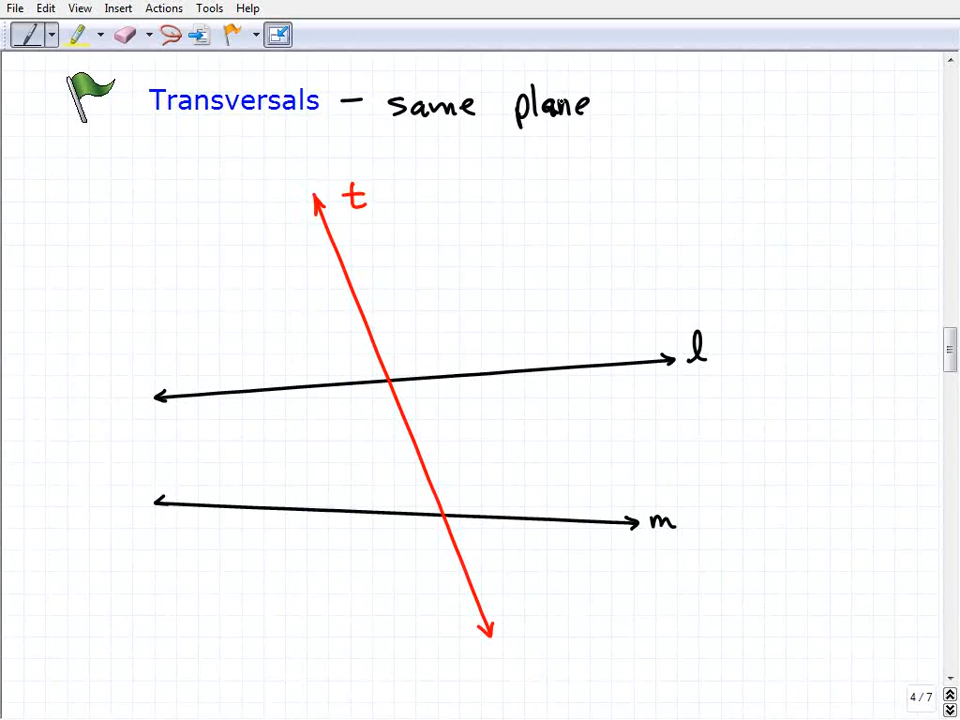 File Edit View Insert Actions Tools Help
Transversals - same plane
t
l
m
4 / 7